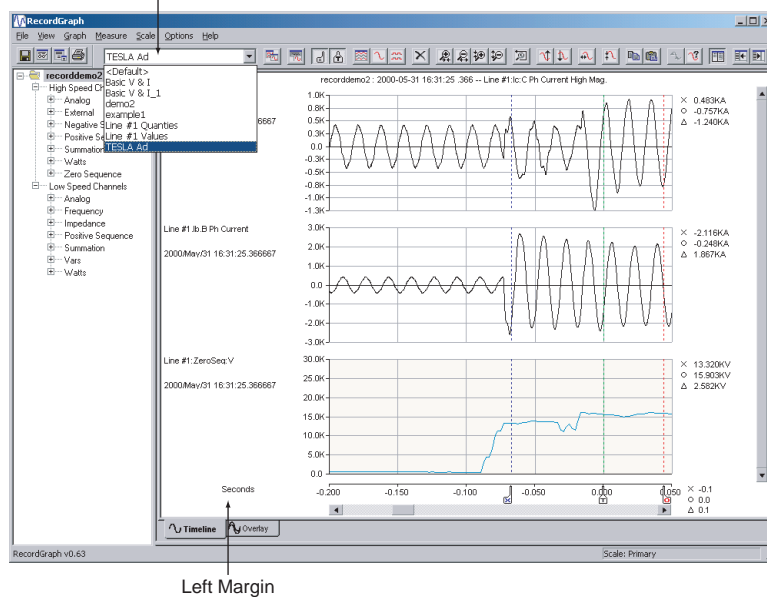 RecordGraph
File View Graph Measure Scale Options Help
TESLA Ad
<Default>
Basic V & I
Basic V & I_1
demo2
example1
Line #1 Quanties
Line #1 Values
TESLA Ad
recorddemo2
High Speed Ch
Analog
External
Negative S
Positive Se
Summation
Watts
Zero Sequence
Low Speed Channels
Analog
Frequency
Impedance
Positive Sequence
Summation
Vars
Watts
recorddemo2 : 2000-05-31 16:31:25 .366 -- Line #1:Ic:C Ph Current High Mag.
6667
1.0K
0.8K
0.5K
0.3K
0.0
-0.3K
-0.5K
-0.8K
-1.0K
-1.3K
× 0.483KA
○ -0.757KA
Δ -1.240KA
Line #1:Ib:B Ph Current
2000/May/31 16:31:25.366667
3.0K
2.0K
1.0K
0.0
-1.0K
-2.0K
-3.0K
× -2.116KA
○ -0.248KA
Δ 1.867KA
Line #1:ZeroSeq:V
2000/May/31 16:31:25.366667
30.0K
25.0K
20.0K
15.0K
10.0K
5.0K
0.0
× 13.320KV
○ 15.903KV
Δ 2.582KV
Seconds
-0.200 -0.150 -0.100 -0.050 0.000 0.050
× -0.1
○ 0.0
Δ 0.1
Timeline Overlay
RecordGraph v0.63 Scale: Primary
Left Margin